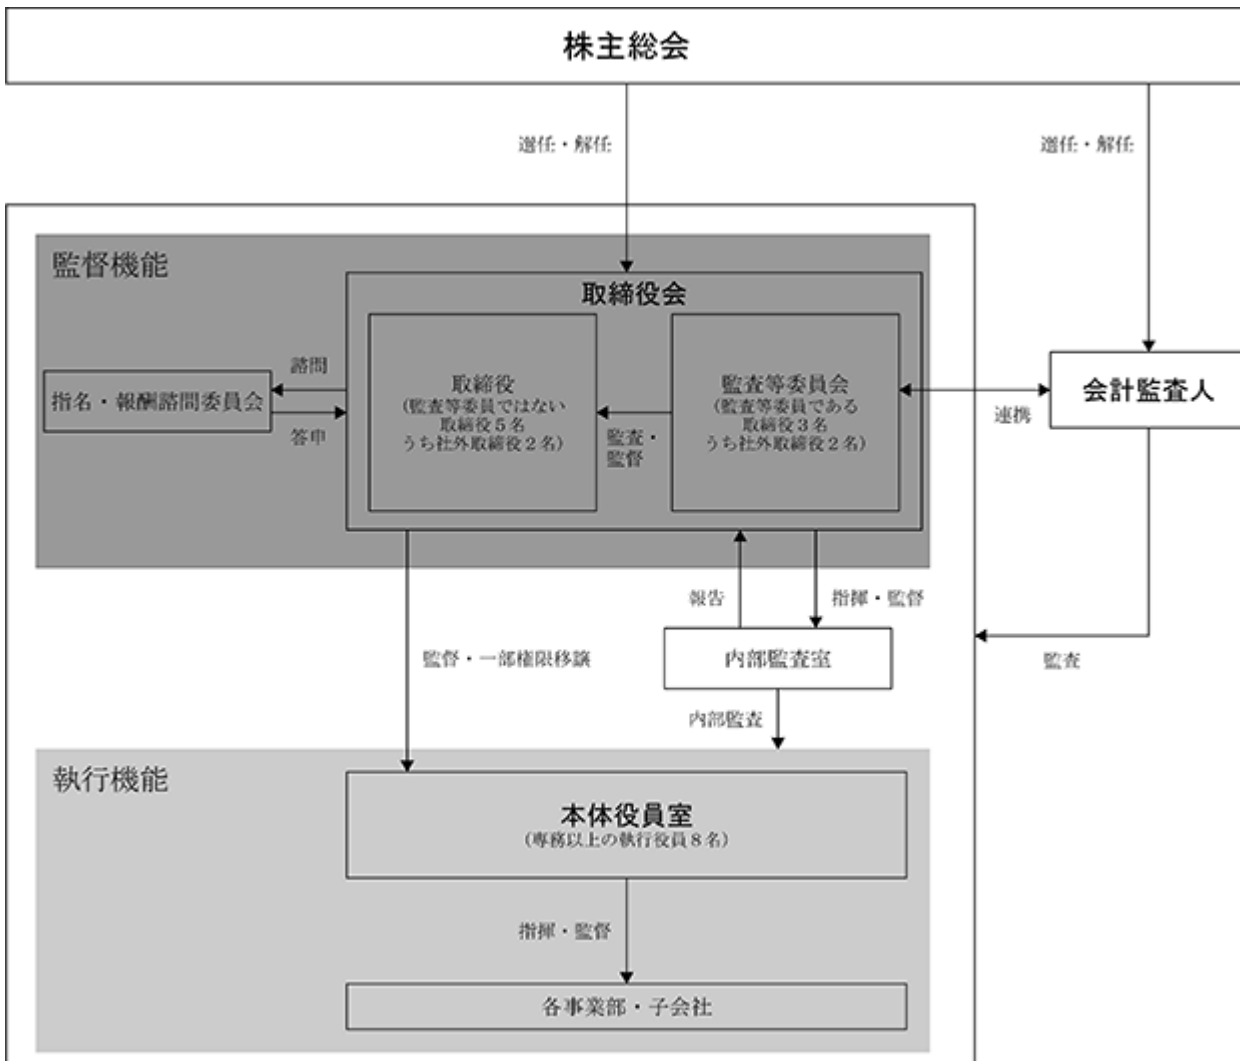 株主総会
選任・解任
選任・解任
監督機能
取締役会
諮問
指名・報酬諮問委員会
答申
取締役
(監査等委員ではない
取締役5名
うち社外取締役2名)
監査・
監督
監査等委員会
(監査等委員である
取締役3名
うち社外取締役2名)
連携
会計監査人
報告
指揮・監督
監督・一部権限移譲
内部監査室
監査
内部監査
執行機能
本体役員室
(専務以上の執行役員8名)
指揮・監督
各事業部・子会社